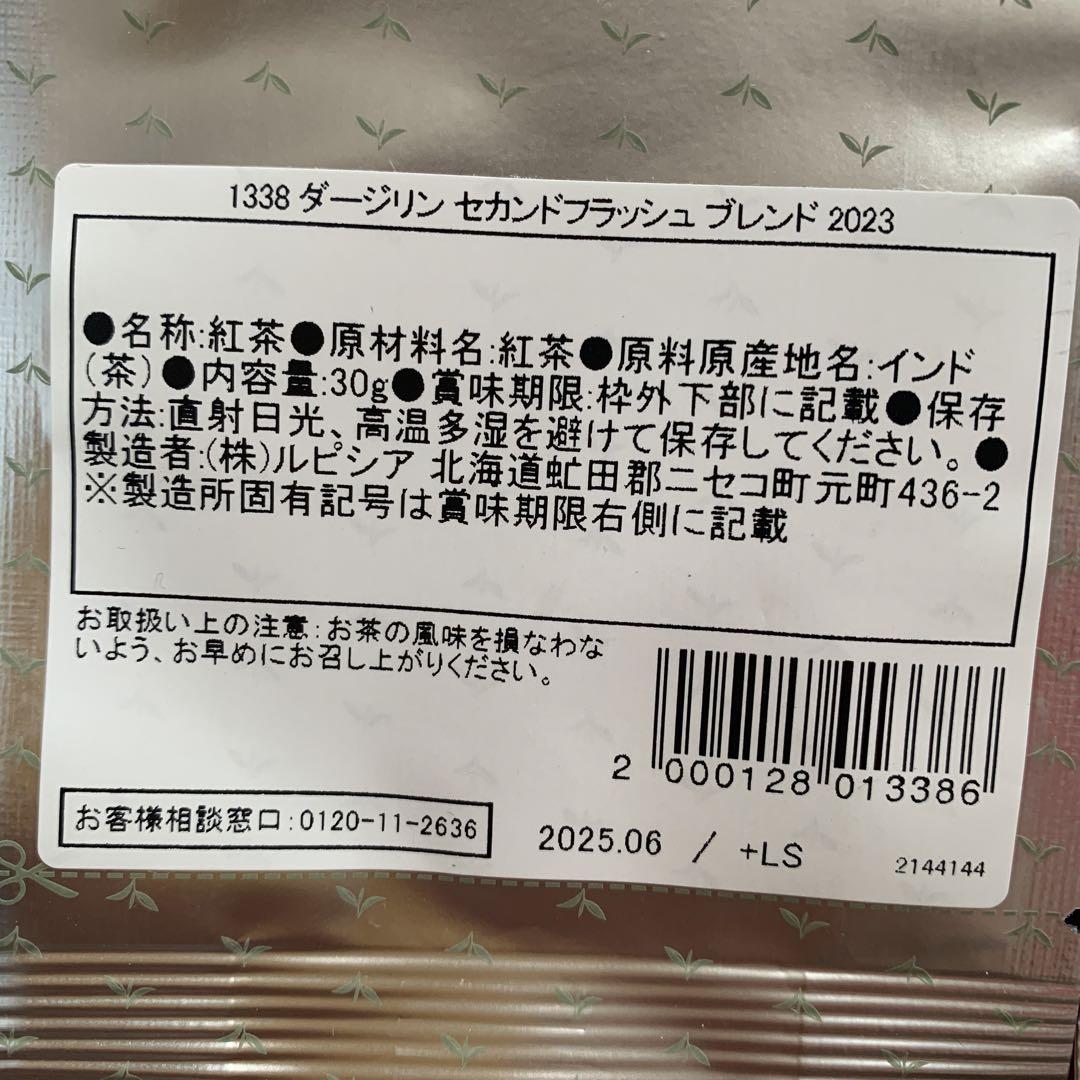 1338 ダージリン セカンドフラッシュ ブレンド 2023
●名称:紅茶●原材料名:紅茶●原料原産地名:インド
(茶)●内容量:30g●賞味期限:枠外下部に記載●保存
方法:直射日光、高温多湿を避けて保存してください。●
製造者:(株)ルピシア 北海道虻田郡ニセコ町元町436-2
※製造所固有記号は賞味期限右側に記載
お取扱い上の注意:お茶の風味を損なわな
いよう、お早めにお召し上がりください。
2 000128 013386
お客様相談窓口:0120-11-2636
2025.06 / +LS
2144144